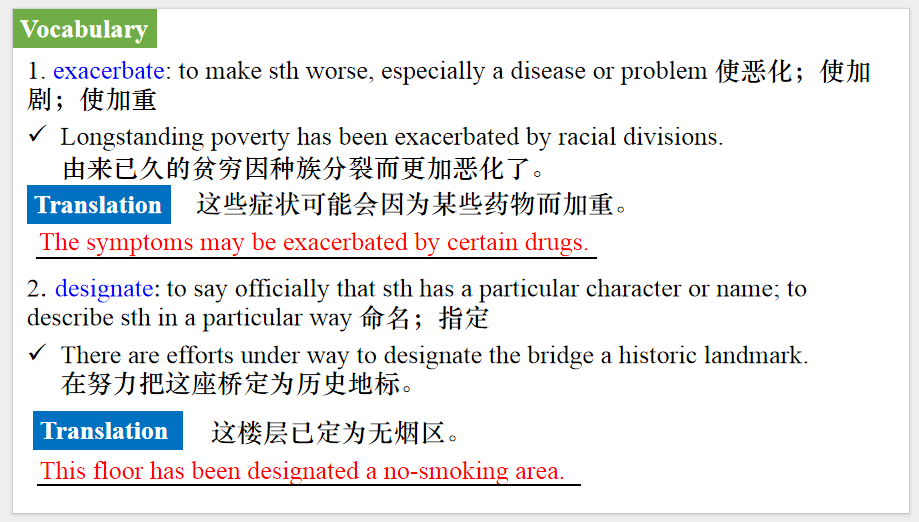 Vocabulary
1. exacerbate: to make sth worse, especially a disease or problem 使恶化；使加
剧；使加重
✓ Longstanding poverty has been exacerbated by racial divisions.
由来已久的贫穷因种族分裂而更加恶化了。
Translation 这些症状可能会因为某些药物而加重。
The symptoms may be exacerbated by certain drugs.
2. designate: to say officially that sth has a particular character or name; to
describe sth in a particular way 命名；指定
✓ There are efforts under way to designate the bridge a historic landmark.
在努力把这座桥定为历史地标。
Translation 这楼层已定为无烟区。
This floor has been designated a no-smoking area.